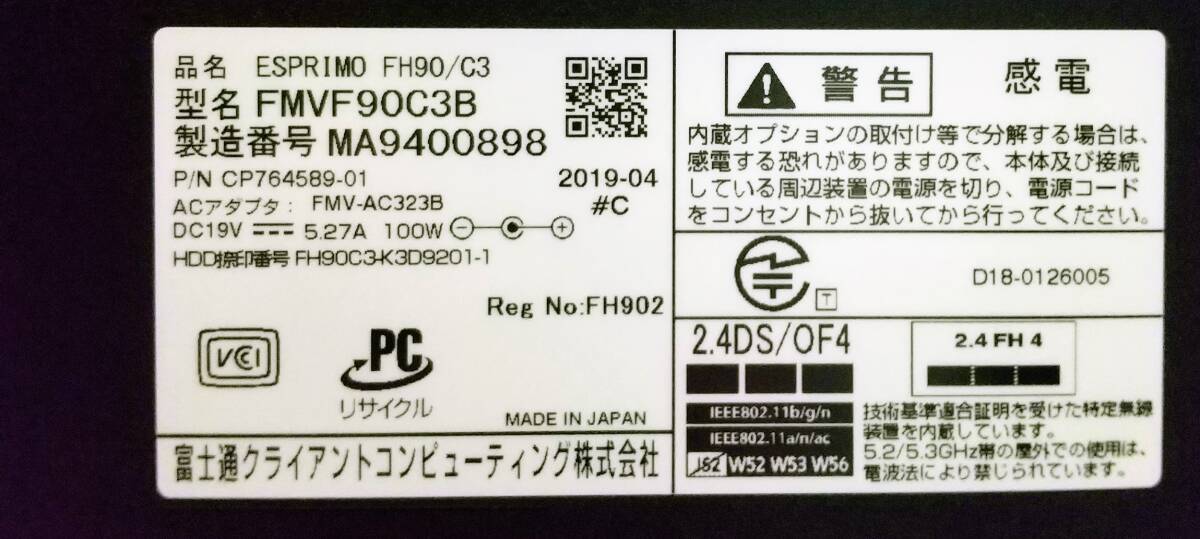 品名 ESPRIMO FH90/C3
型名 FMVF90C3B
製造番号 MA9400898
P/N CP764589-01
2019-04
ACアダプタ: FMV-AC323B
#C
DC19V 5.27A 100W
HDD捺印番号 FH90C3-K3D9201-1
Reg No:FH902
VCCI
PC
リサイクル
MADE IN JAPAN
富士通クライアントコンピューティング株式会社
警告
感電
内蔵オプションの取付け等で分解する場合は、
感電する恐れがありますので、本体及び接続
している周辺装置の電源を切り、電源コード
をコンセントから抜いてから行ってください。
T
D18-0126005
2.4DS/OF4
2.4 FH 4
IEEE802.11b/g/n
IEEE802.11a/n/ac
J52 W52 W53 W56
技術基準適合証明を受けた特定無線
装置を内蔵しています。
5.2/5.3GHz帯の屋外での使用は、
電波法により禁じられています。